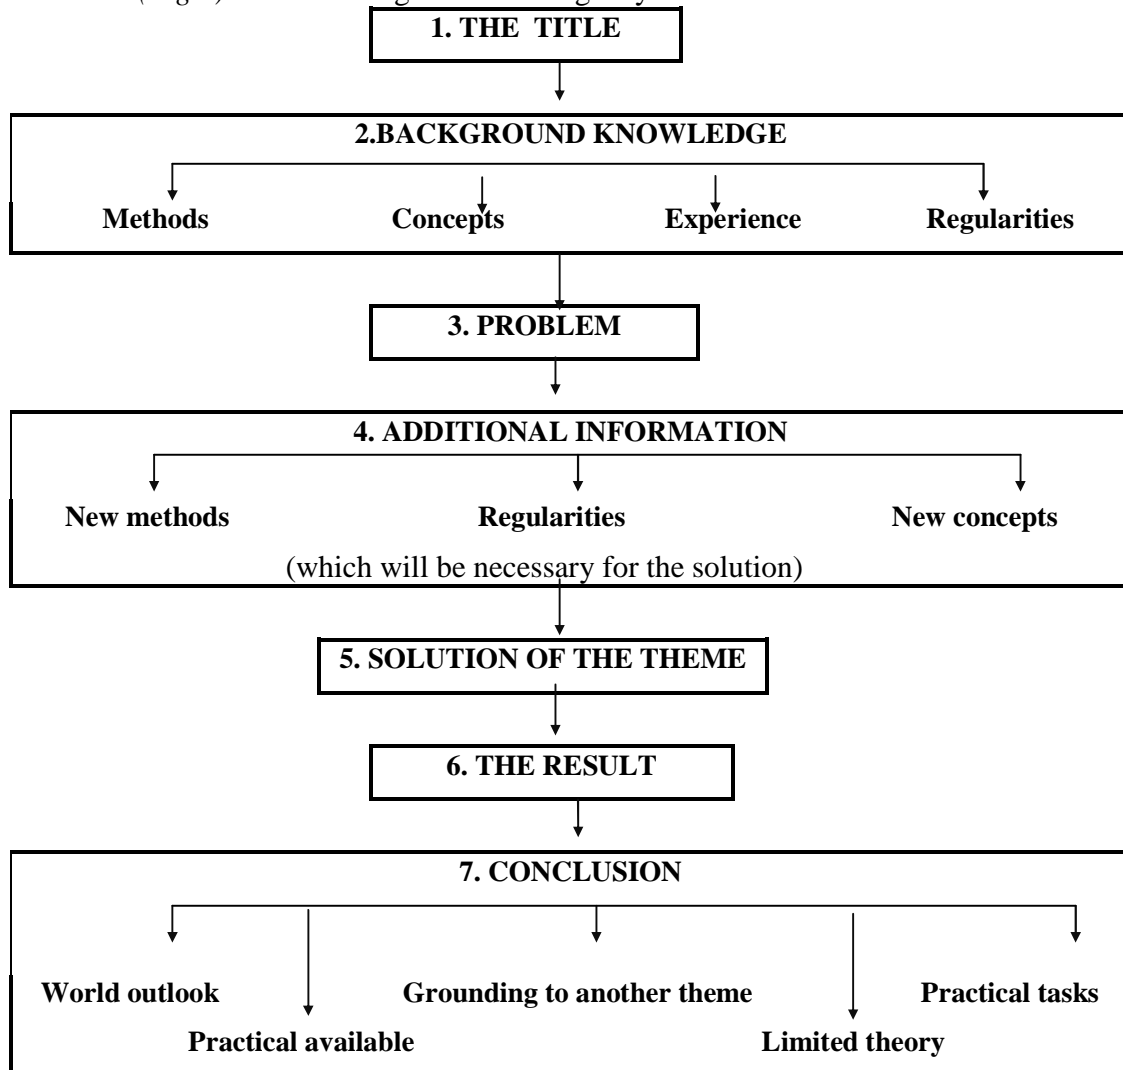 1. THE TITLE
2.BACKGROUND KNOWLEDGE
Methods Concepts Experience Regularities
3. PROBLEM
4. ADDITIONAL INFORMATION
New methods Regularities New concepts
(which will be necessary for the solution)
5. SOLUTION OF THE THEME
6. THE RESULT
7. CONCLUSION
World outlook Grounding to another theme Practical tasks
Practical available Limited theory